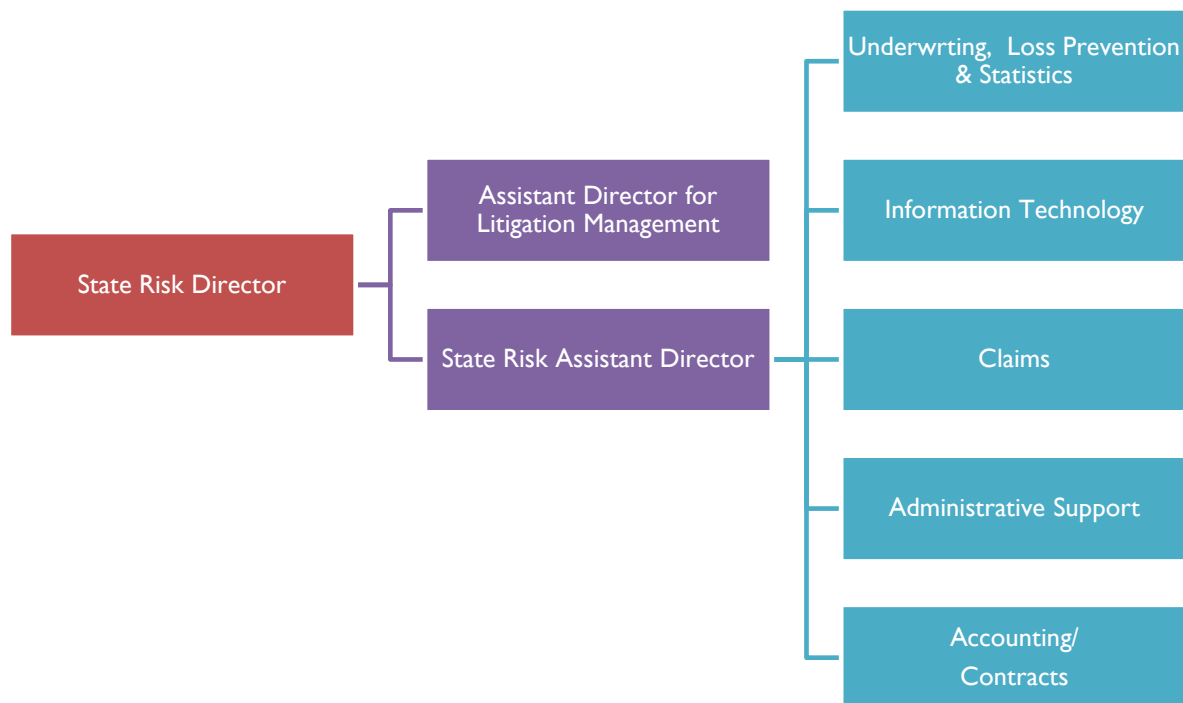 State Risk Director
Assistant Director for
Litigation Management
State Risk Assistant Director
Underwrting,  Loss Prevention
& Statistics
Information Technology
Claims
Administrative Support
Accounting/
Contracts